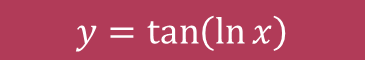 y = tan(ln x)